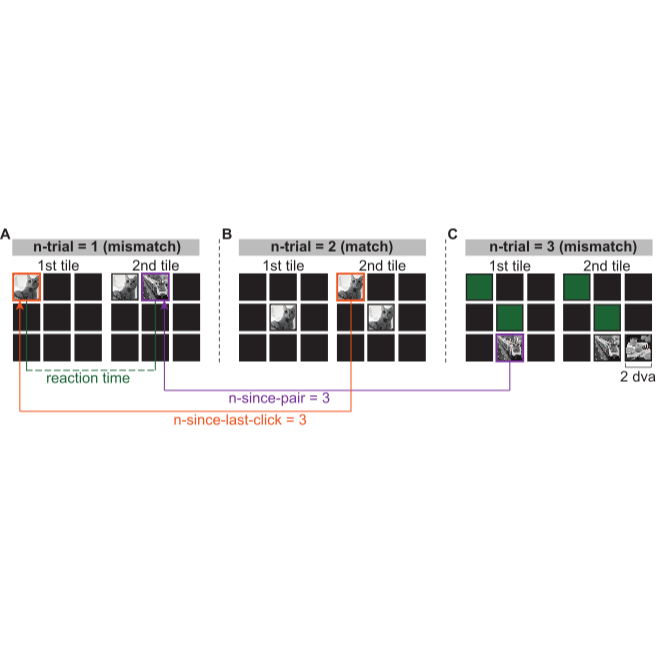 A
n-trial = 1 (mismatch)
1st tile
2nd tile
B
n-trial = 2 (match)
1st tile
2nd tile
C
n-trial = 3 (mismatch)
1st tile
2nd tile
reaction time
2 dva
n-since-pair = 3
n-since-last-click = 3